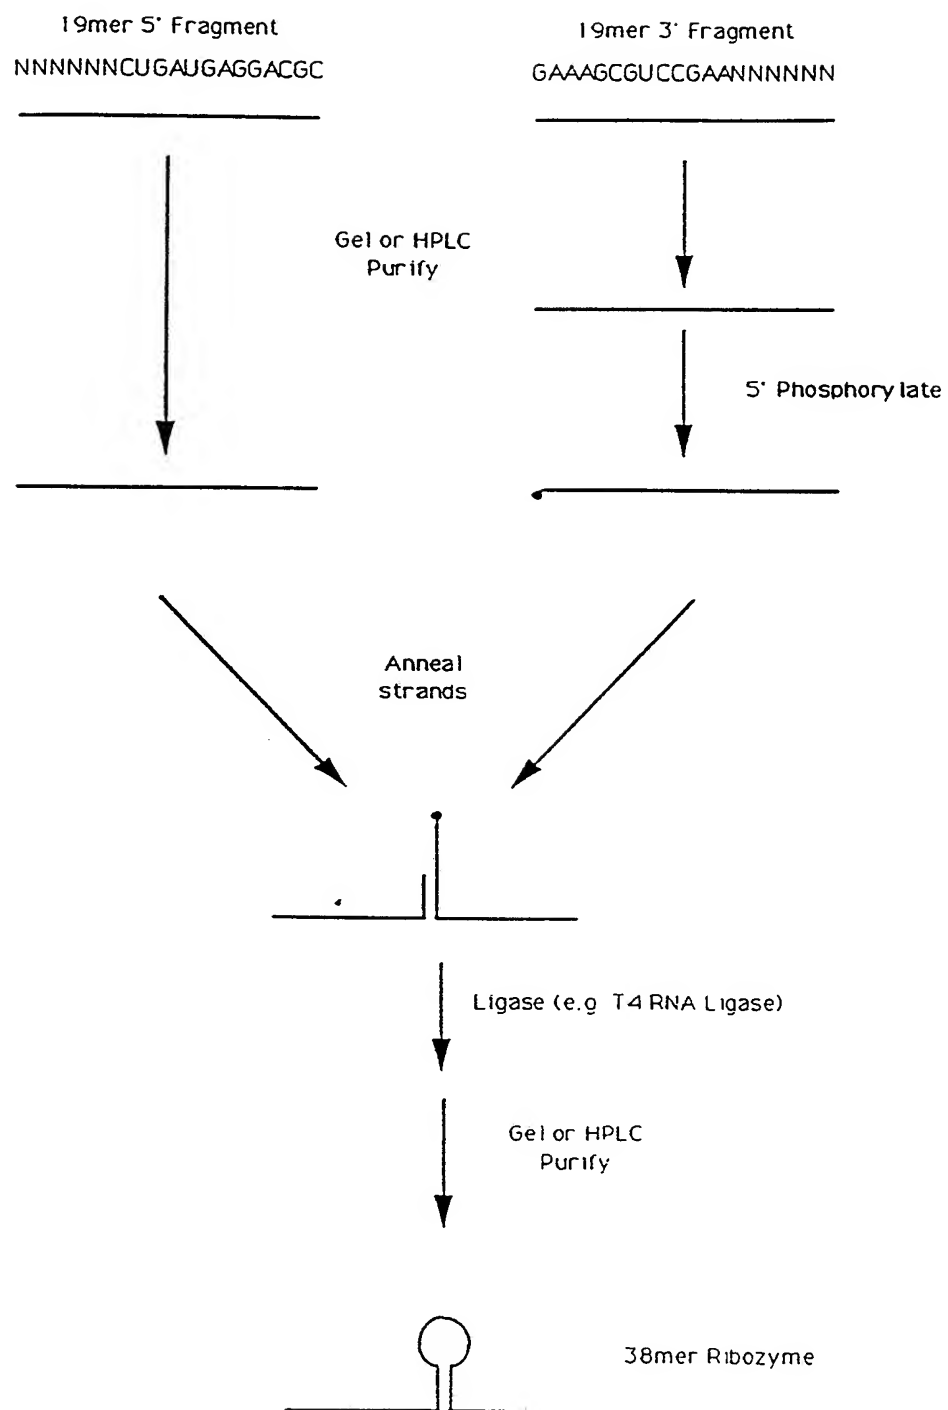 19mer 5' Fragment
NNNNNNCUGAUGAGGACGC
19mer 3' Fragment
GAAAGCGUCCGAANNNNNN
Gel or HPLC
Purify
5' Phosphorylate
Anneal
strands
Ligase (e.g T4 RNA Ligase)
Gel or HPLC
Purify
38mer Ribozyme